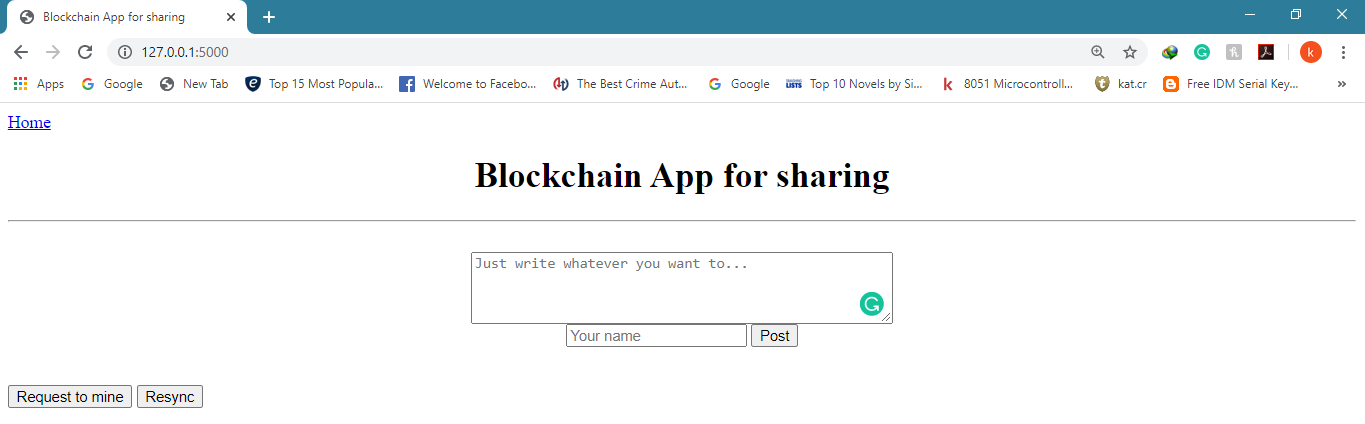 Blockchain App for sharing
127.0.0.1:5000
k
Apps Google New Tab Top 15 Most Popula... Welcome to Facebo... The Best Crime Aut... Google LISTS Top 10 Novels by Si... 8051 Microcontroll... kat.cr Free IDM Serial Key... »
Home
Blockchain App for sharing
Just write whatever you want to...
Your name Post
Request to mine Resync